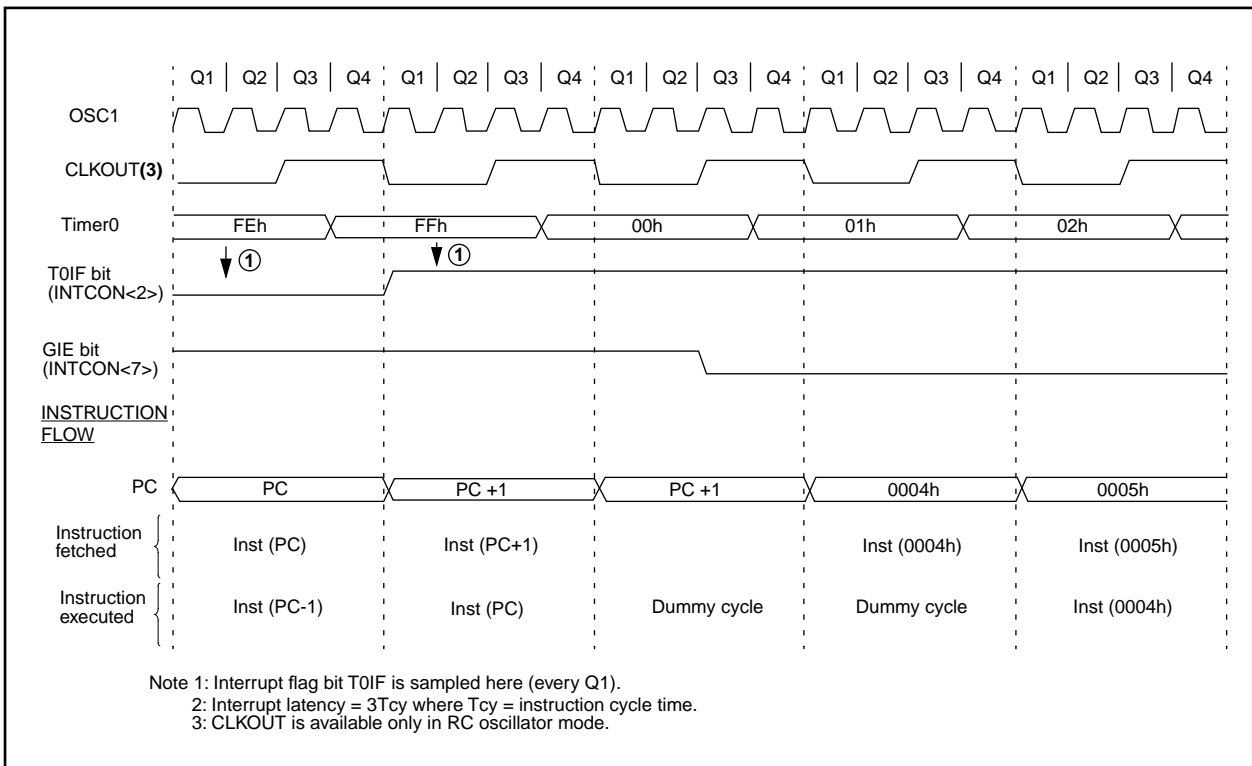 Q1 Q2 Q3 Q4 Q1 Q2 Q3 Q4 Q1 Q2 Q3 Q4 Q1 Q2 Q3 Q4 Q1 Q2 Q3 Q4
OSC1
CLKOUT(3)
Timer0 FEh FFh 00h 01h 02h
① ①
T0IF bit
(INTCON<2>)
GIE bit
(INTCON<7>)
INSTRUCTION
FLOW
PC PC PC +1 PC +1 0004h 0005h
Instruction
fetched
Inst (PC) Inst (PC+1) Inst (0004h) Inst (0005h)
Instruction
executed
Inst (PC-1) Inst (PC) Dummy cycle Dummy cycle Inst (0004h)
Note 1: Interrupt flag bit T0IF is sampled here (every Q1).
2: Interrupt latency = 3Tcy where Tcy = instruction cycle time.
3: CLKOUT is available only in RC oscillator mode.